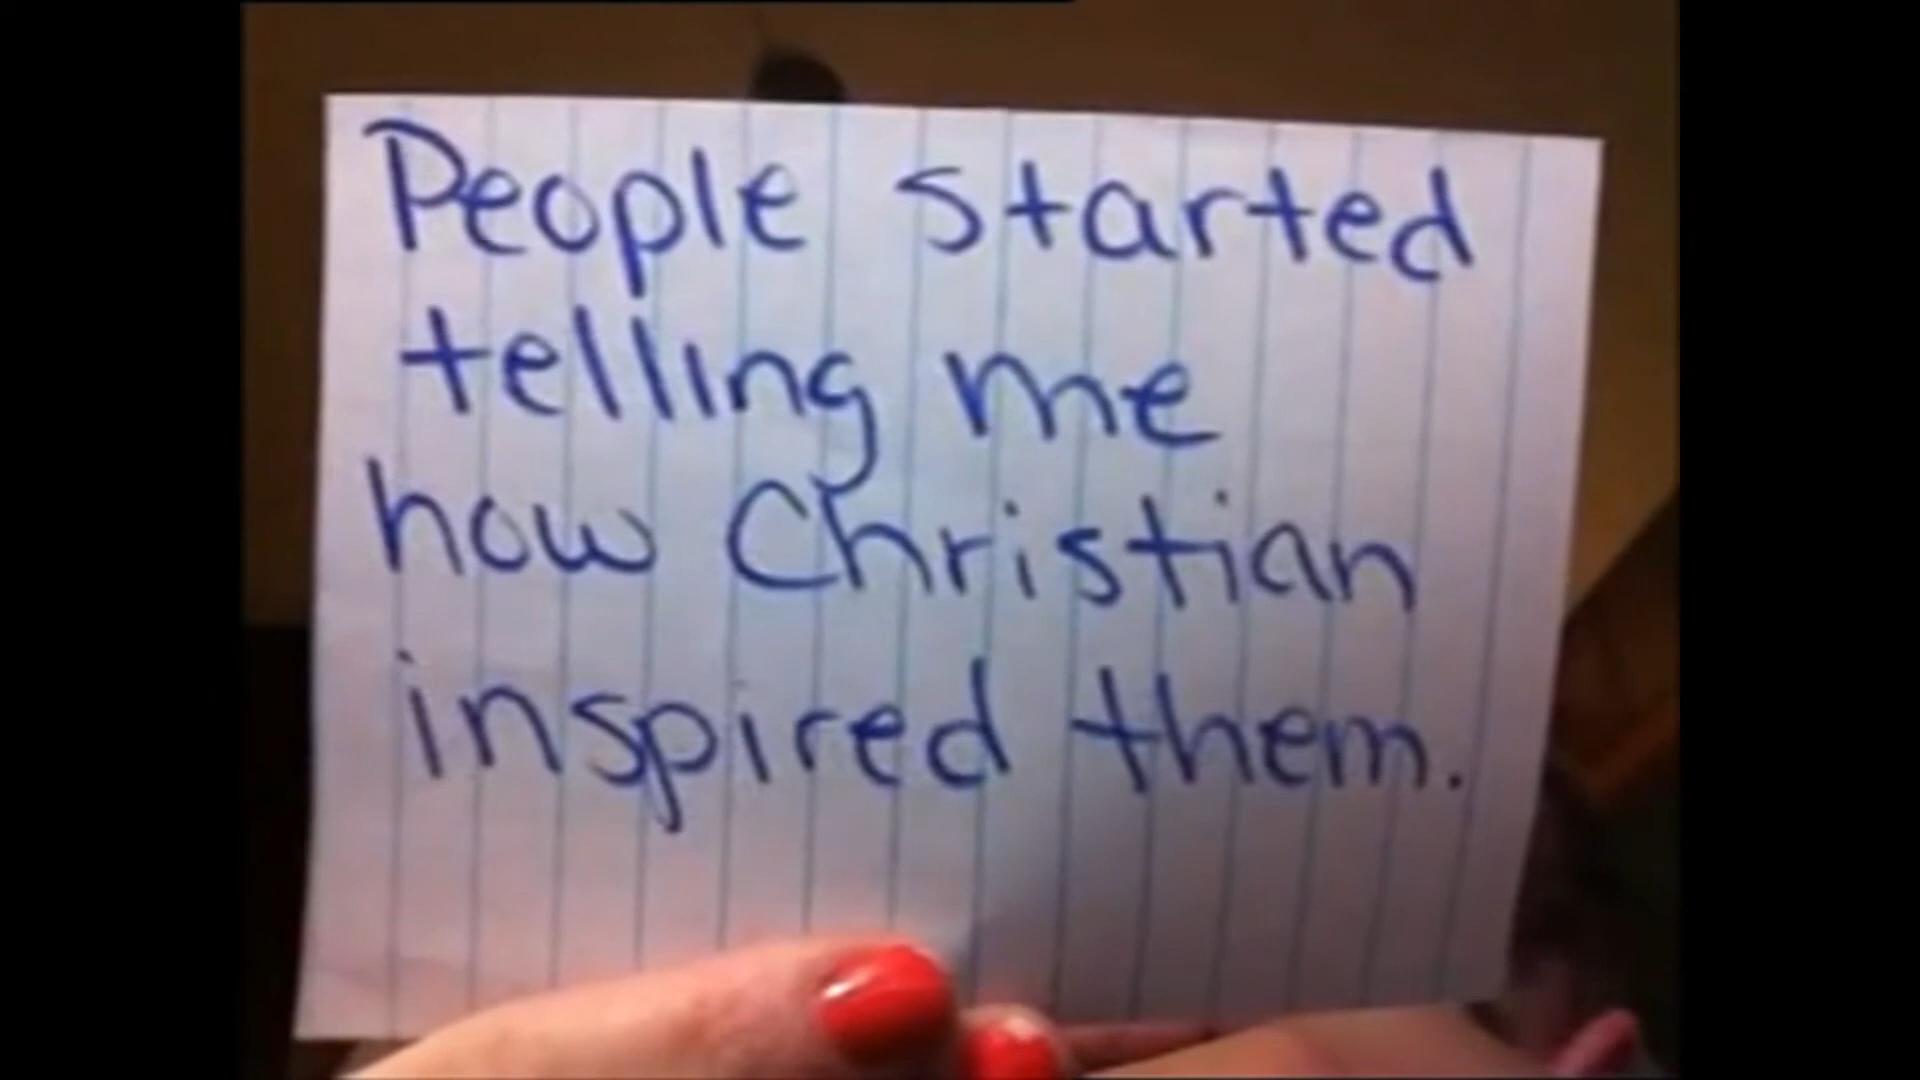 People started
telling me
how Christian
inspired them.